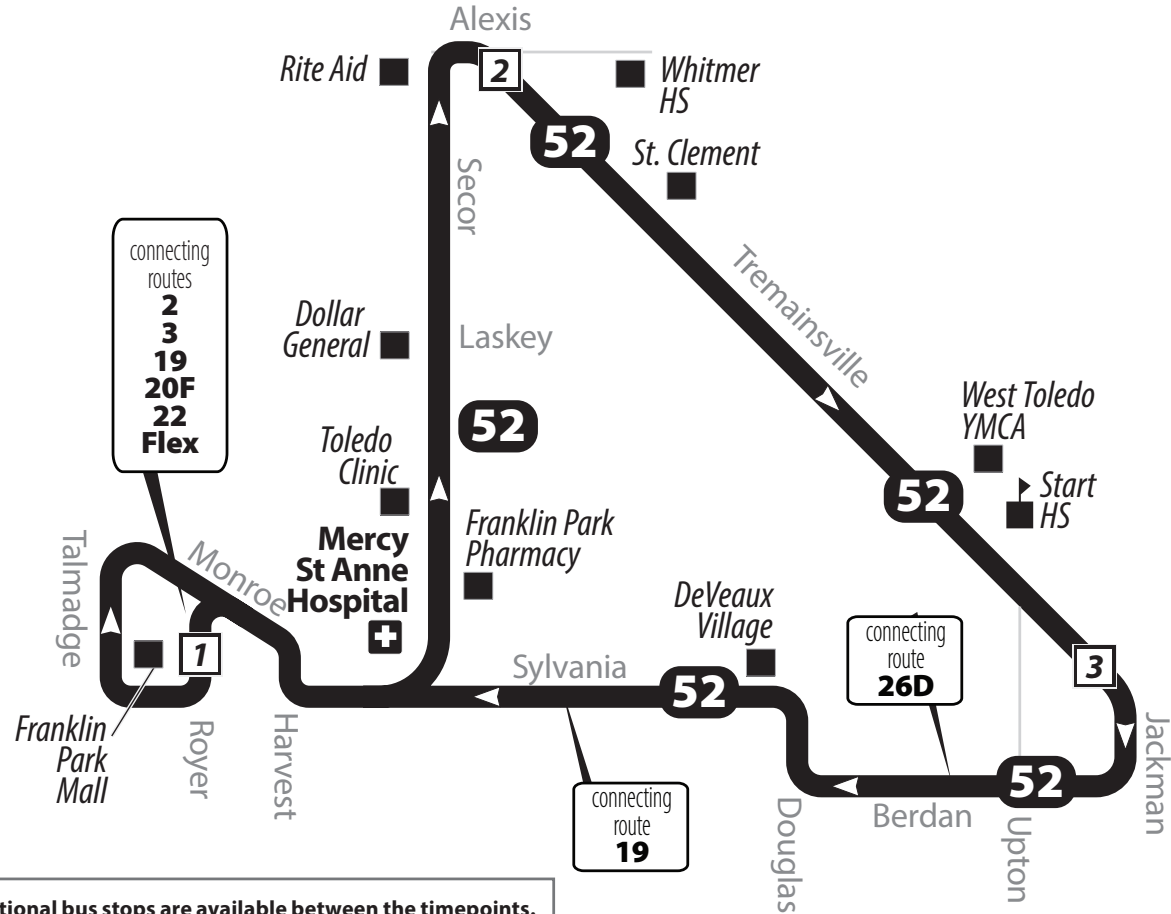 Alexis
Rite Aid
2
Whitmer
HS
52
St. Clement
Secor
connecting
routes
2
3
19
20F
22
Flex
Tremainsville
Dollar
General
Laskey
52
West Toledo
YMCA
Toledo
Clinic
52
Start
HS
Franklin Park
Pharmacy
Mercy
St Anne
Hospital
Talmadge
Monroe
DeVeaux
Village
connecting
route
26D
1
Sylvania
52
3
Franklin
Park
Mall
Royer
Harvest
Jackman
52
connecting
route
19
Douglas
Berdan
Upton
tional bus stops are available between the timepoints.